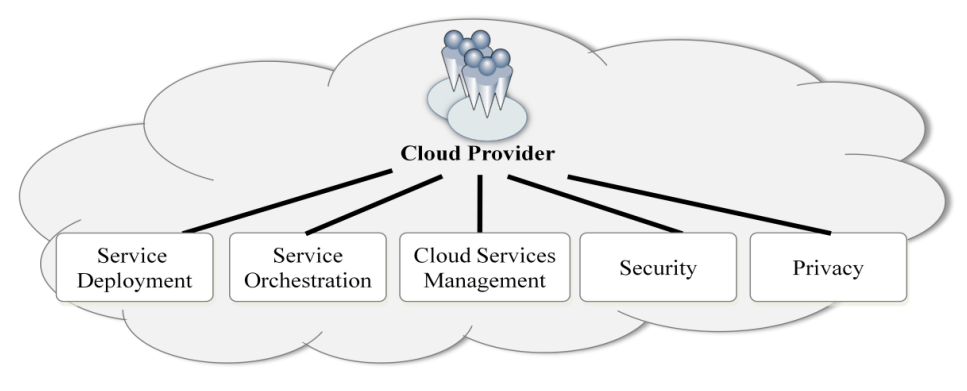 Cloud Provider
Service
Deployment
Service
Orchestration
Cloud Services
Management
Security
Privacy